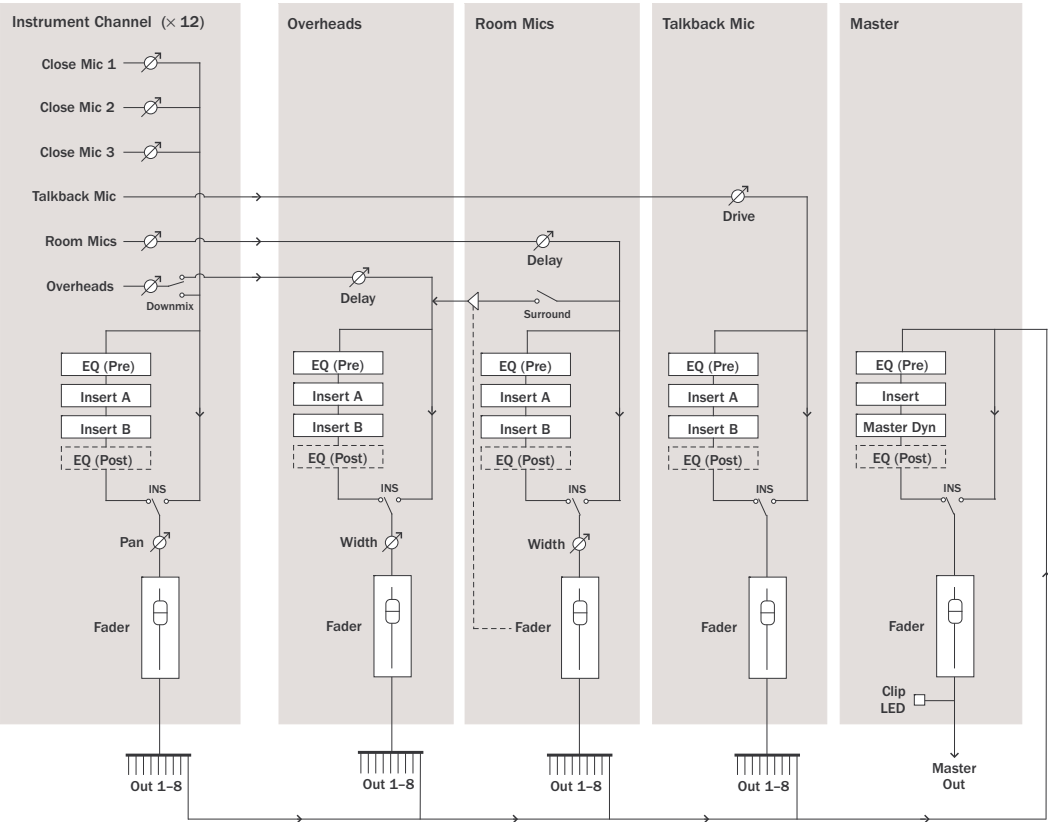 Instrument Channel (× 12)
Overheads
Room Mics
Talkback Mic
Master
Close Mic 1
Close Mic 2
Close Mic 3
Talkback Mic
Drive
Room Mics
Delay
Overheads
Downmix
Delay
Surround
EQ (Pre)
Insert A
Insert B
EQ (Post)
INS
Pan
Fader
Out 1–8
EQ (Pre)
Insert A
Insert B
EQ (Post)
INS
Width
Fader
Out 1–8
EQ (Pre)
Insert A
Insert B
EQ (Post)
INS
Width
Fader
Out 1–8
EQ (Pre)
Insert A
Insert B
EQ (Post)
INS
Fader
Out 1–8
EQ (Pre)
Insert
Master Dyn
EQ (Post)
INS
Fader
Clip
LED
Master
Out